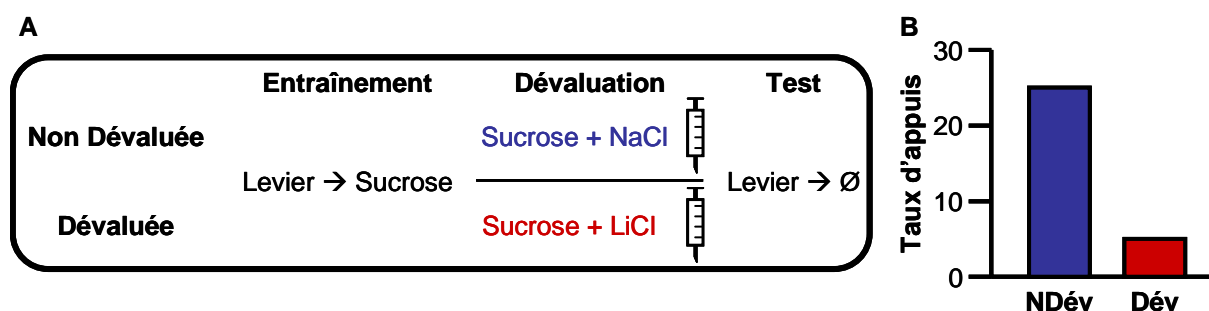 A
Entraînement Dévaluation Test
Non Dévaluée Sucrose + NaCl
Levier → Sucrose Levier → Ø
Dévaluée Sucrose + LiCl
B
Taux d'appuis
30
20
10
0
NDév Dév